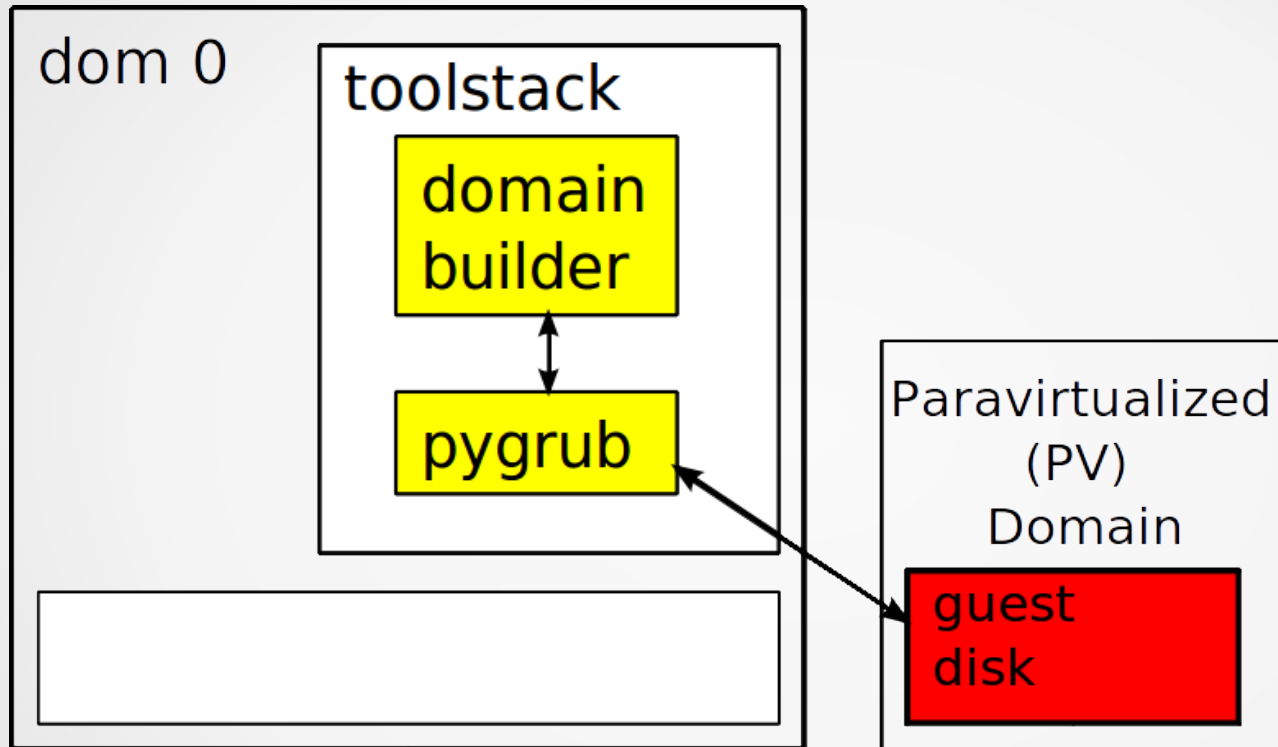 dom 0
toolstack
domain
builder
pygrub
Paravirtualized
(PV)
Domain
guest
disk